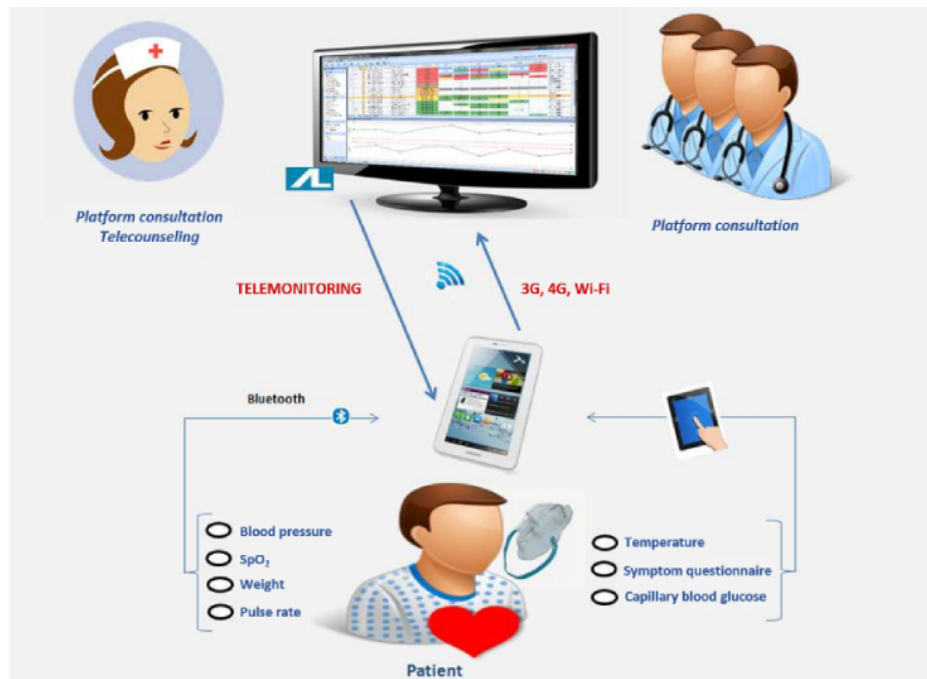 Platform consultation
Telecounseling
Platform consultation
TELEMONITORING
3G, 4G, Wi-Fi
Bluetooth
Blood pressure
SpO₂
Weight
Pulse rate
Temperature
Symptom questionnaire
Capillary blood glucose
Patient